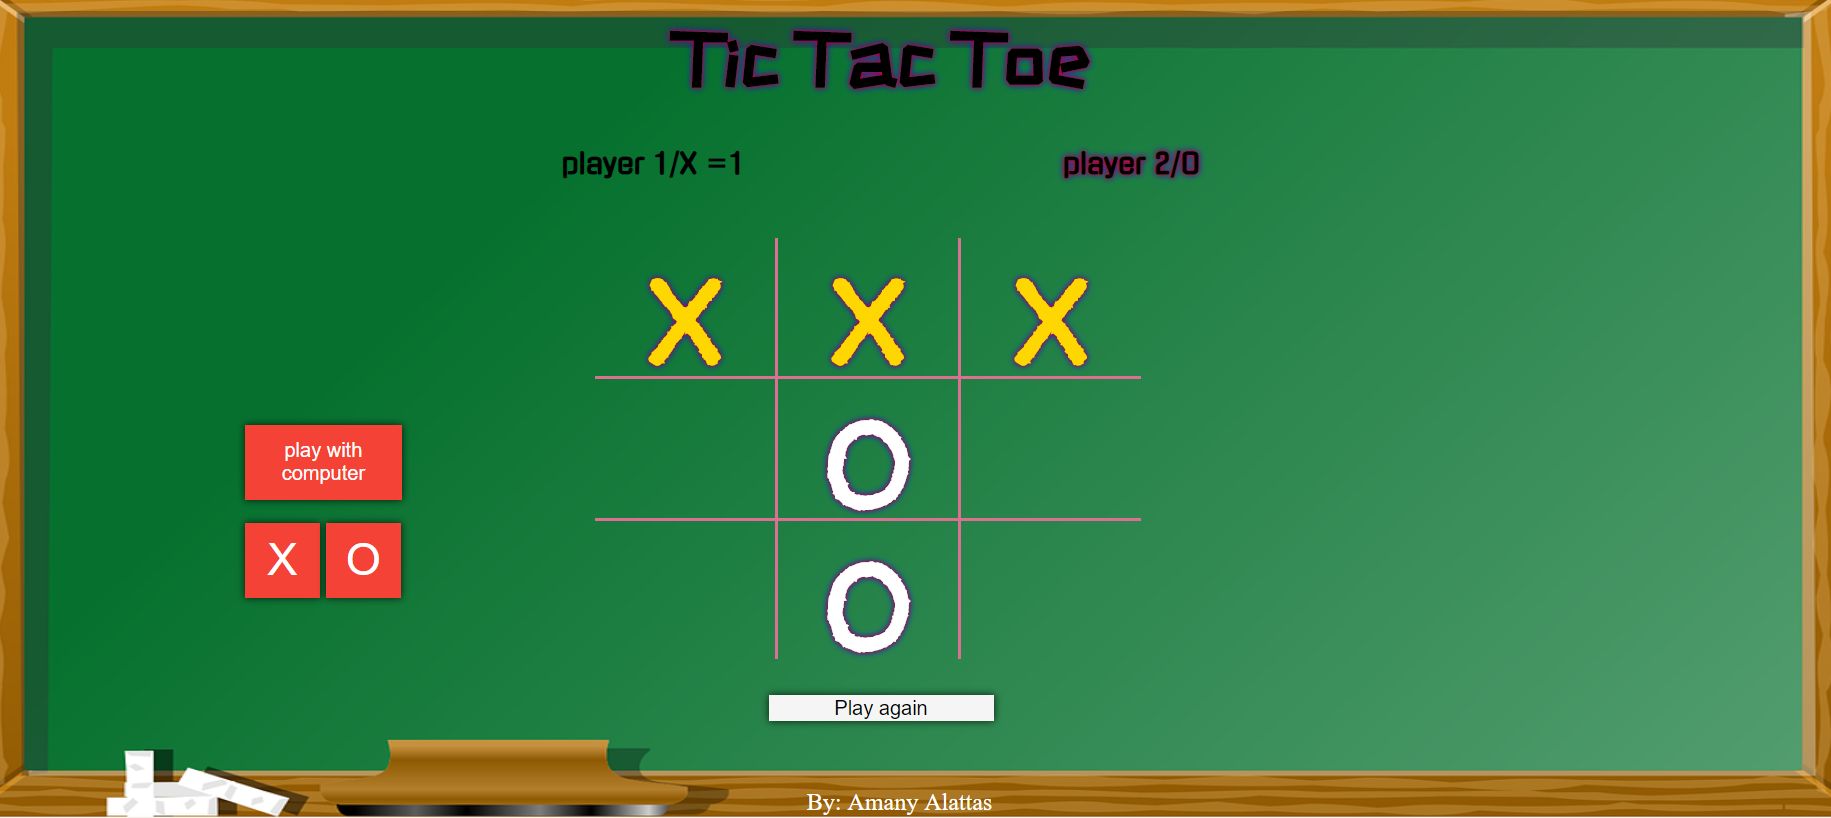 Tic Tac Toe
player 1/X =1
player 2/O
X X X
O
O
play with
computer
X O
Play again
By: Amany Alattas